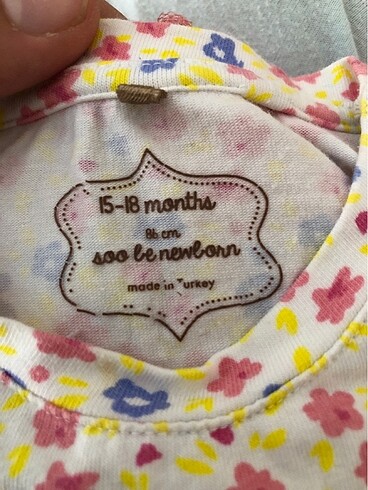 15-18 months
86 cm
soo be newborn
made in Turkey